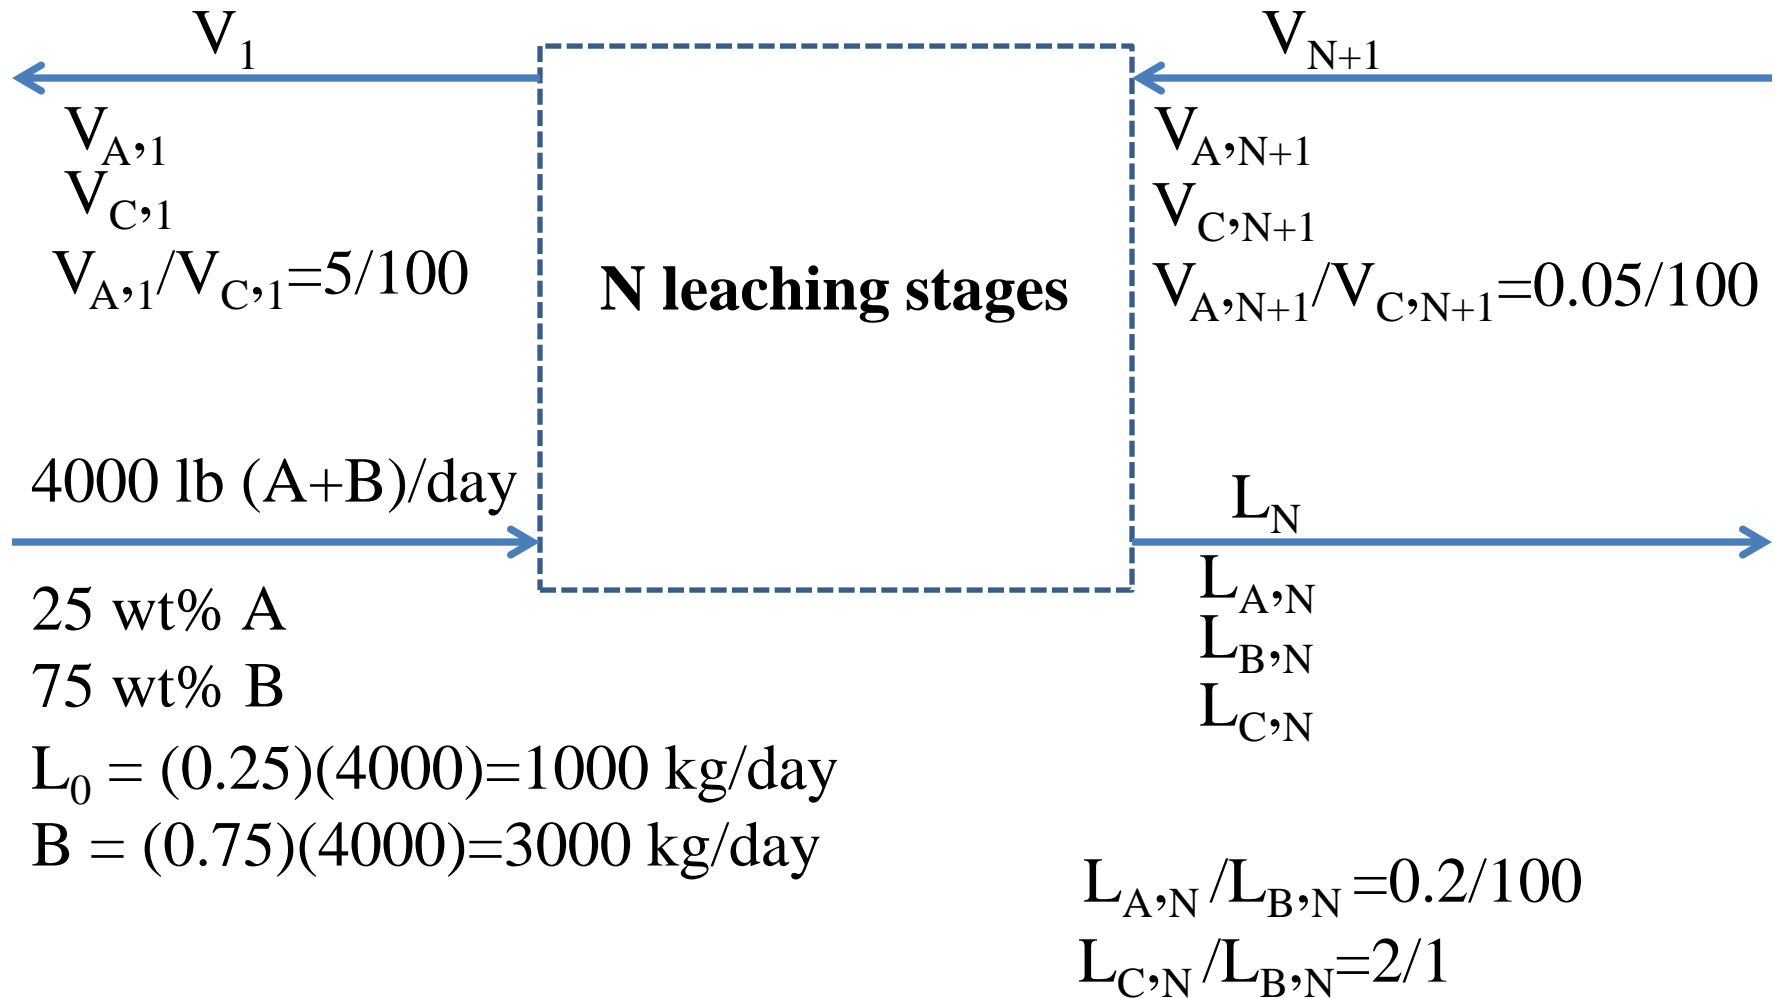 V1
VN+1
VA,1
VC,1
VA,1/VC,1=5/100
N leaching stages
VA,N+1
VC,N+1
VA,N+1/VC,N+1=0.05/100
4000 lb (A+B)/day
25 wt% A
75 wt% B
L0 = (0.25)(4000)=1000 kg/day
B = (0.75)(4000)=3000 kg/day
LN
LA,N
LB,N
LC,N
LA,N/LB,N=0.2/100
LC,N/LB,N=2/1